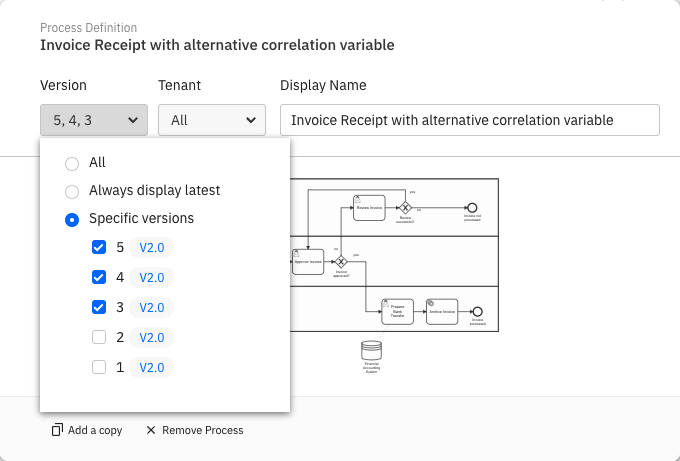 Process Definition
Invoice Receipt with alternative correlation variable
Version Tenant Display Name
5, 4, 3 All Invoice Receipt with alternative correlation variable
All
Always display latest
Specific versions
5 V2.0
4 V2.0
3 V2.0
2 V2.0
1 V2.0
yes
Review Invoice
no
Review
successful?
Invoice not
processed
no
yes
Approve Invoice
Invoice
approved?
Prepare
Bank
Transfer
Archive Invoice
Invoice
processed
Financial
Accounting
System
Add a copy Remove Process